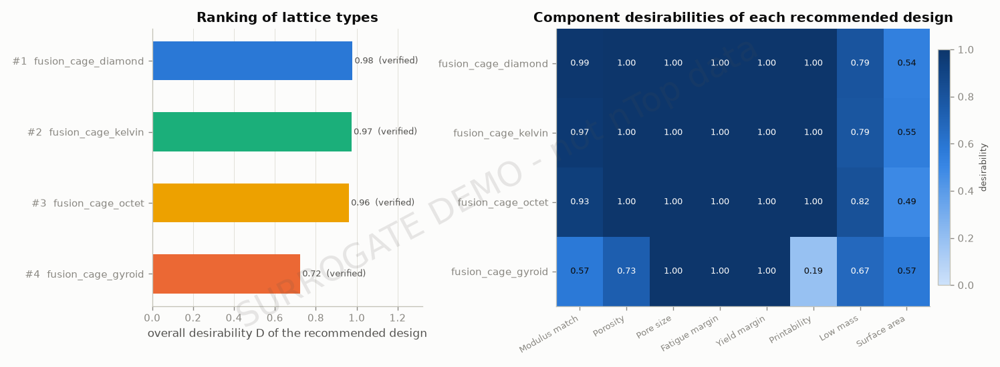 Ranking of lattice types
#1 fusion_cage_diamond
0.98 (verified)
#2 fusion_cage_kelvin
0.97 (verified)
#3 fusion_cage_octet
0.96 (verified)
#4 fusion_cage_gyroid
0.72 (verified)
0.0 0.2 0.4 0.6 0.8 1.0 1.2
overall desirability D of the recommended design
Component desirabilities of each recommended design
fusion_cage_diamond 0.99 1.00 1.00 1.00 1.00 1.00 0.79 0.54
fusion_cage_kelvin 0.97 1.00 1.00 1.00 1.00 1.00 0.79 0.55
fusion_cage_octet 0.93 1.00 1.00 1.00 1.00 1.00 0.82 0.49
fusion_cage_gyroid 0.57 0.73 1.00 1.00 1.00 0.19 0.67 0.57
Modulus match
Porosity
Pore size
Fatigue margin
Yield margin
Printability
Low mass
Surface area
1.0
0.8
0.6
0.4
0.2
0.0
desirability
SURROGATE DEMO - not nTop data